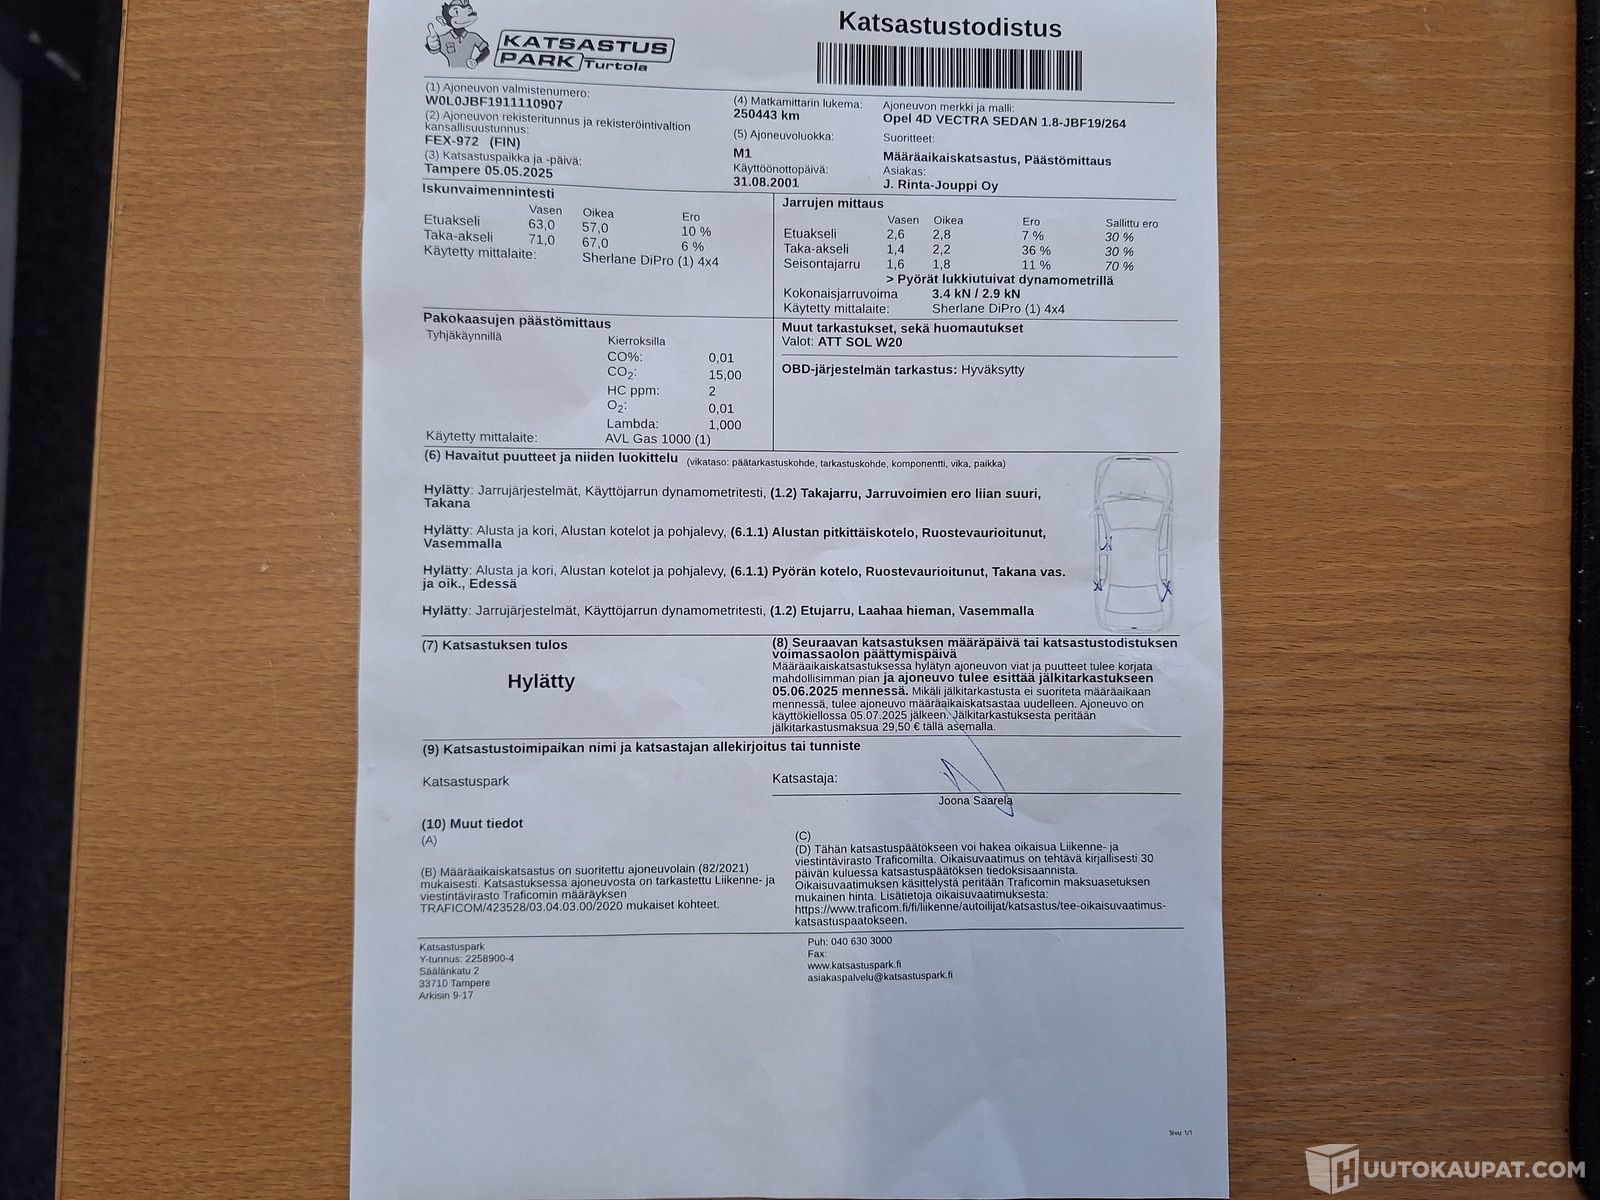 KATSASTUS
PARK Turtola
Katsastustodistus
(1) Ajoneuvon valmistenumero:
W0L0JBF1911110907
(2) Ajoneuvon rekisteritunnus ja rekisteröintivaltion
kansallisuustunnus:
FEX-972 (FIN)
(3) Katsastuspaikka ja -päivä:
Tampere 05.05.2025
(4) Matkamittarin lukema:
250443 km
(5) Ajoneuvoluokka:
M1
Käyttöönottopäivä:
31.08.2001
Ajoneuvon merkki ja malli:
Opel 4D VECTRA SEDAN 1.8-JBF19/264
Suoritteet:
Määräaikaiskatsastus, Päästömittaus
Asiakas:
J. Rinta-Jouppi Oy
Iskunvaimennintesti
Vasen Oikea Ero
Etuakseli 63,0 57,0 10 %
Taka-akseli 71,0 67,0 6 %
Käytetty mittalaite: Sherlane DiPro (1) 4x4
Jarrujen mittaus
Vasen Oikea Ero Sallittu ero
Etuakseli 2,6 2,8 7 % 30 %
Taka-akseli 1,4 2,2 36 % 30 %
Seisontajarru 1,6 1,8 11 % 70 %
> Pyörät lukkiutuivat dynamometrillä
Kokonaisjarruvoima 3.4 kN / 2.9 kN
Käytetty mittalaite: Sherlane DiPro (1) 4x4
Pakokaasujen päästömittaus
Tyhjäkäynnillä Kierroksilla
CO%: 0,01
CO2: 15,00
HC ppm: 2
O2: 0,01
Lambda: 1,000
Käytetty mittalaite: AVL Gas 1000 (1)
Muut tarkastukset, sekä huomautukset
Valot: ATT SOL W20
OBD-järjestelmän tarkastus: Hyväksytty
(6) Havaitut puutteet ja niiden luokittelu (vikataso: päätarkastuskohde, tarkastuskohde, komponentti, vika, paikka)
Hylätty: Jarrujärjestelmät, Käyttöjarrun dynamometritesti, (1.2) Takajarru, Jarruvoimien ero liian suuri,
Takana
Hylätty: Alusta ja kori, Alustan kotelot ja pohjalevy, (6.1.1) Alustan pitkittäiskotelo, Ruostevaurioitunut,
Vasemmalla
Hylätty: Alusta ja kori, Alustan kotelot ja pohjalevy, (6.1.1) Pyörän kotelo, Ruostevaurioitunut, Takana vas.
ja oik., Edessä
Hylätty: Jarrujärjestelmät, Käyttöjarrun dynamometritesti, (1.2) Etujarru, Laahaa hieman, Vasemmalla
(7) Katsastuksen tulos
Hylätty
(8) Seuraavan katsastuksen määräpäivä tai katsastustodistuksen
voimassaolon päättymispäivä
Määräaikaiskatsastuksessa hylätyn ajoneuvon viat ja puutteet tulee korjata
mahdollisimman pian ja ajoneuvo tulee esittää jälkitarkastukseen
05.06.2025 mennessä. Mikäli jälkitarkastusta ei suoriteta määräaikaan
mennessä, tulee ajoneuvo määräaikaiskatsastaa uudelleen. Ajoneuvo on
käyttökiellossa 05.07.2025 jälkeen. Jälkitarkastuksesta peritään
jälkitarkastusmaksua 29,50 € tällä asemalla.
(9) Katsastustoimipaikan nimi ja katsastajan allekirjoitus tai tunniste
Katsastuspark
Katsastaja:
Joona Saarela
(10) Muut tiedot
(A)
(B) Määräaikaiskatsastus on suoritettu ajoneuvolain (82/2021)
mukaisesti. Katsastuksessa ajoneuvosta on tarkastettu Liikenne- ja
viestintävirasto Traficomin määräyksen
TRAFICOM/423528/03.04.03.00/2020 mukaiset kohteet.
(C)
(D) Tähän katsastuspäätökseen voi hakea oikaisua Liikenne- ja
viestintävirasto Traficomilta. Oikaisuvaatimus on tehtävä kirjallisesti 30
päivän kuluessa katsastuspäätöksen tiedoksisaannista.
Oikaisuvaatimuksen käsittelystä peritään Traficomin maksuasetuksen
mukainen hinta. Lisätietoja oikaisuvaatimuksesta:
https://www.traficom.fi/fi/liikenne/autoilijat/katsastus/tee-oikaisuvaatimus-
katsastuspaatokseen.
Katsastuspark
Y-tunnus: 2258900-4
Säälänkatu 2
33710 Tampere
Arkisin 9-17
Puh: 040 630 3000
Fax:
www.katsastuspark.fi
asiakaspalvelu@katsastuspark.fi
Sivu 1/1
HUUTOKAUPAT.COM